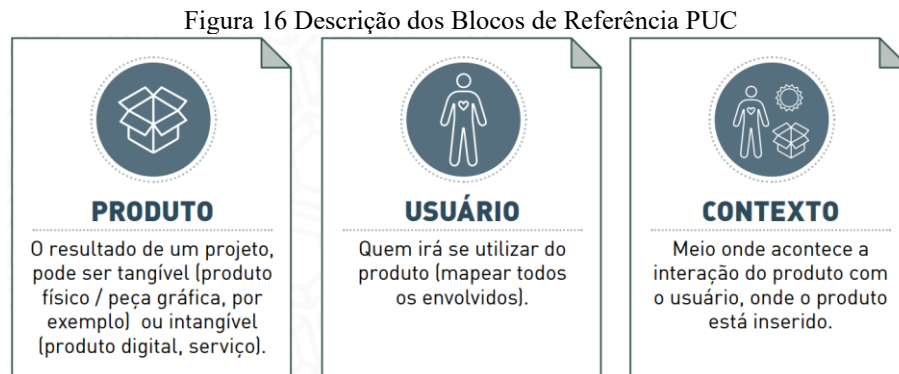 Figura 16 Descrição dos Blocos de Referência PUC
PRODUTO
O resultado de um projeto,
pode ser tangível (produto
físico / peça gráfica, por
exemplo) ou intangível
(produto digital, serviço).
USUÁRIO
Quem irá se utilizar do
produto (mapear todos
os envolvidos).
CONTEXTO
Meio onde acontece a
interação do produto com
o usuário, onde o produto
está inserido.